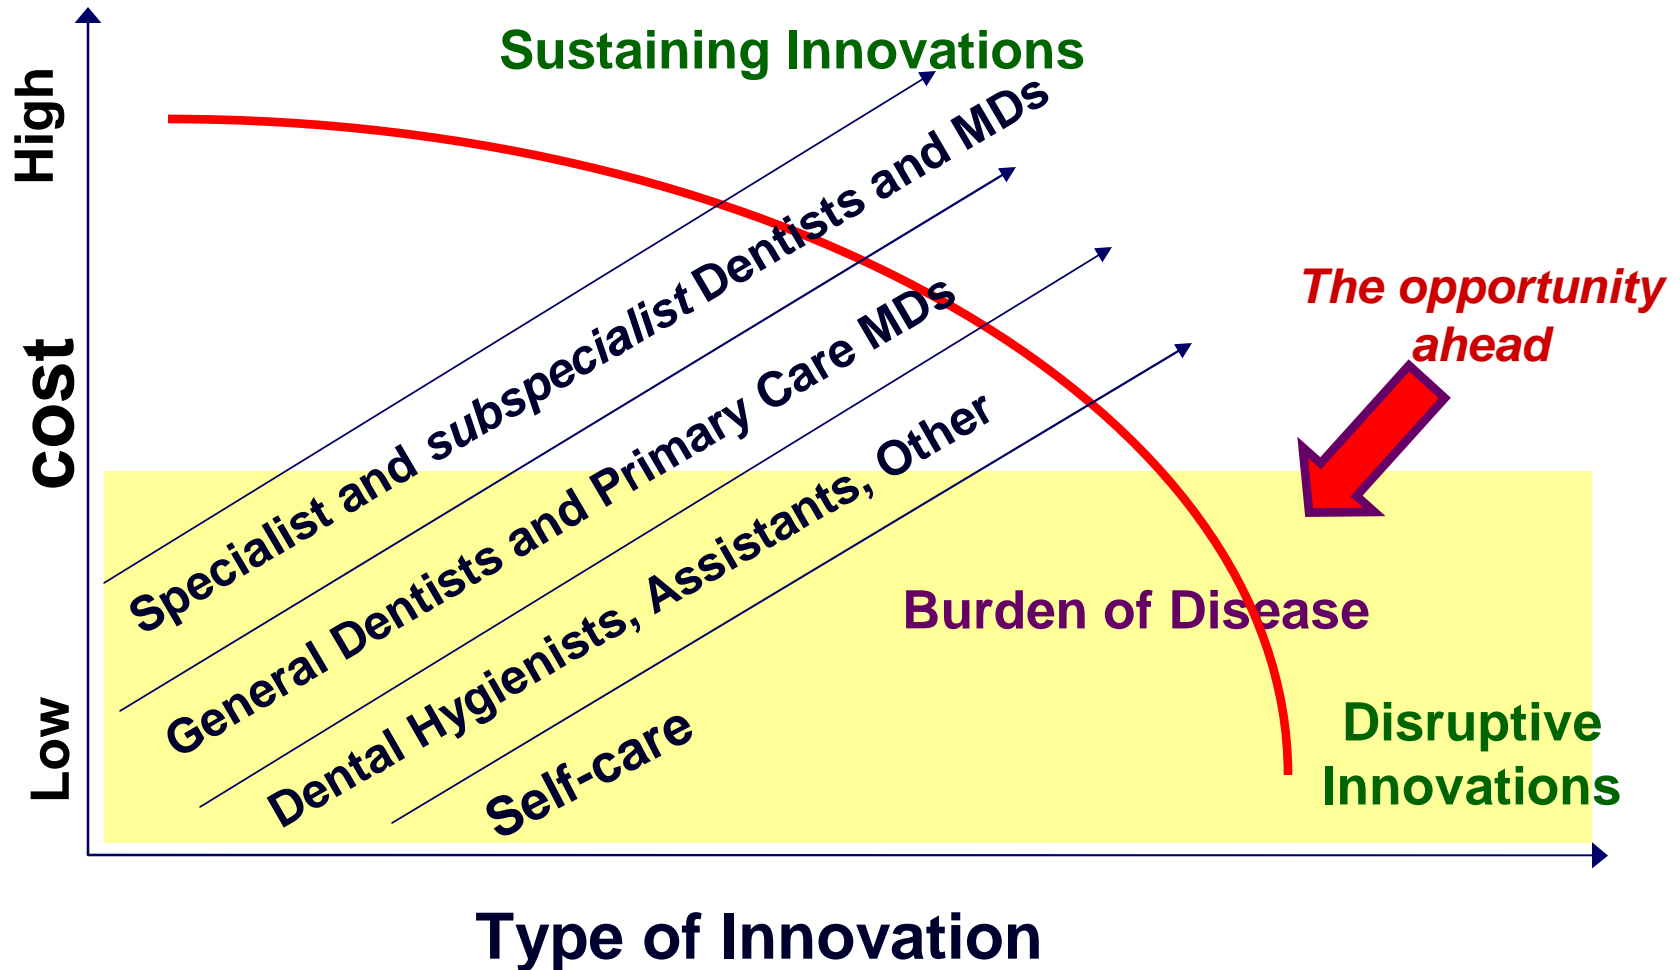 Sustaining Innovations
High
cost
Low
Specialist and subspecialist Dentists and MDs
General Dentists and Primary Care MDs
Dental Hygienists, Assistants, Other
Self-care
The opportunity
ahead
Burden of Disease
Disruptive
Innovations
Type of Innovation